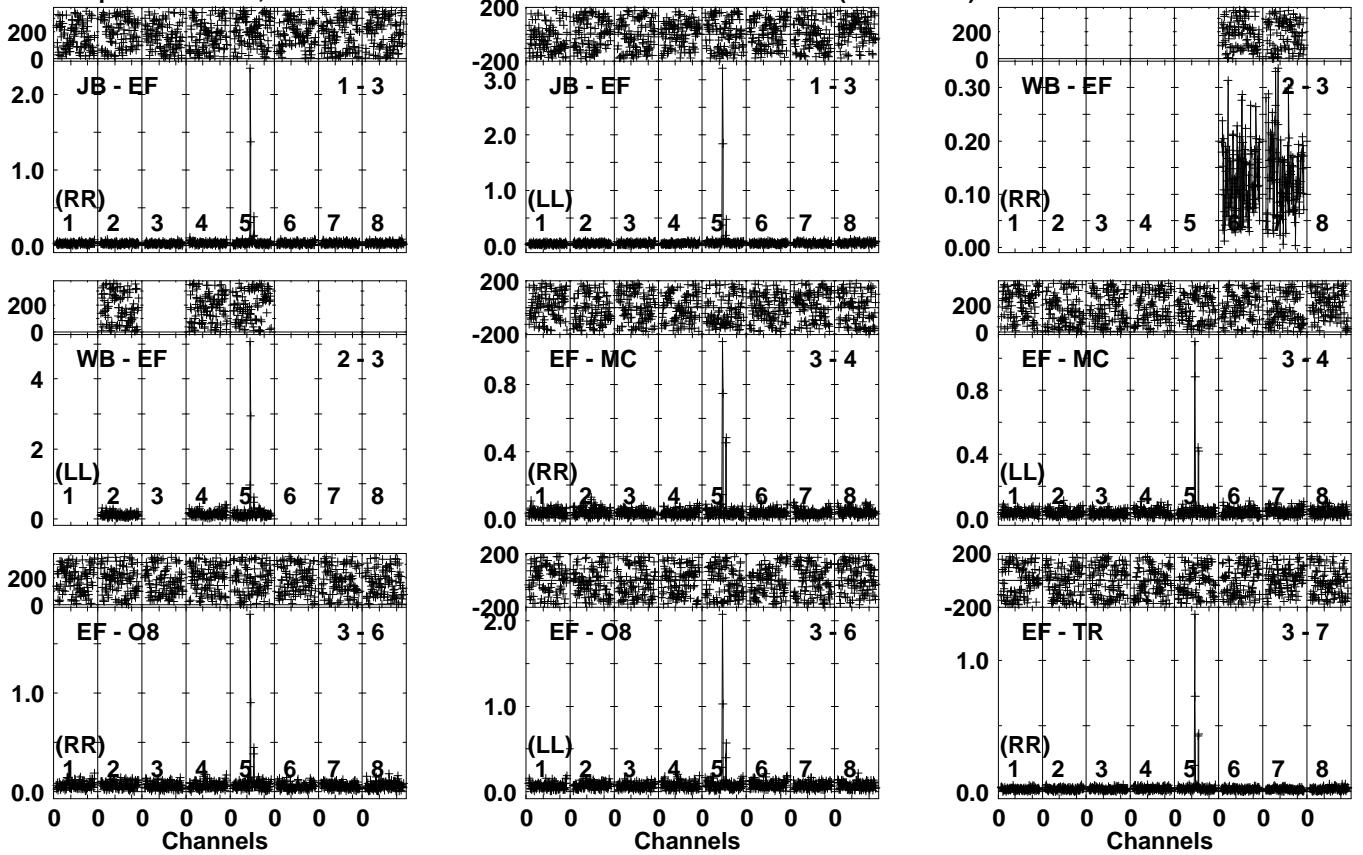 200
200
200
0
-200
0
JB - EF 1 - 3
JB - EF 1 - 3
WB - EF 2 - 3
2.0
3.0
0.30
2.0
0.20
1.0
1.0
0.10
(RR)
(LL)
(RR)
1 2 3 4 5 6 7 8
1 2 3 4 5 6 7 8
1 2 3 4 5 6 7 8
0.0
0.0
0.00
200
200
200
0
-200
0
WB - EF 2 - 3
EF - MC 3 - 4
EF - MC 3 - 4
4
0.8
0.8
2
0.4
0.4
(LL)
(RR)
(LL)
1 2 3 4 5 6 7 8
1 2 3 4 5 6 7 8
1 2 3 4 5 6 7 8
0
0.0
0.0
200
200
200
0
-200
-200
2.0
EF - O8 3 - 6
EF - O8 3 - 6
EF - TR 3 - 7
1.0
1.0
1.0
(RR)
(LL)
(RR)
1 2 3 4 5 6 7 8
1 2 3 4 5 6 7 8
1 2 3 4 5 6 7 8
0.0
0.0
0.0
0 0 0 0 0 0 0 0
0 0 0 0 0 0 0 0
0 0 0 0 0 0 0 0
Channels
Channels
Channels